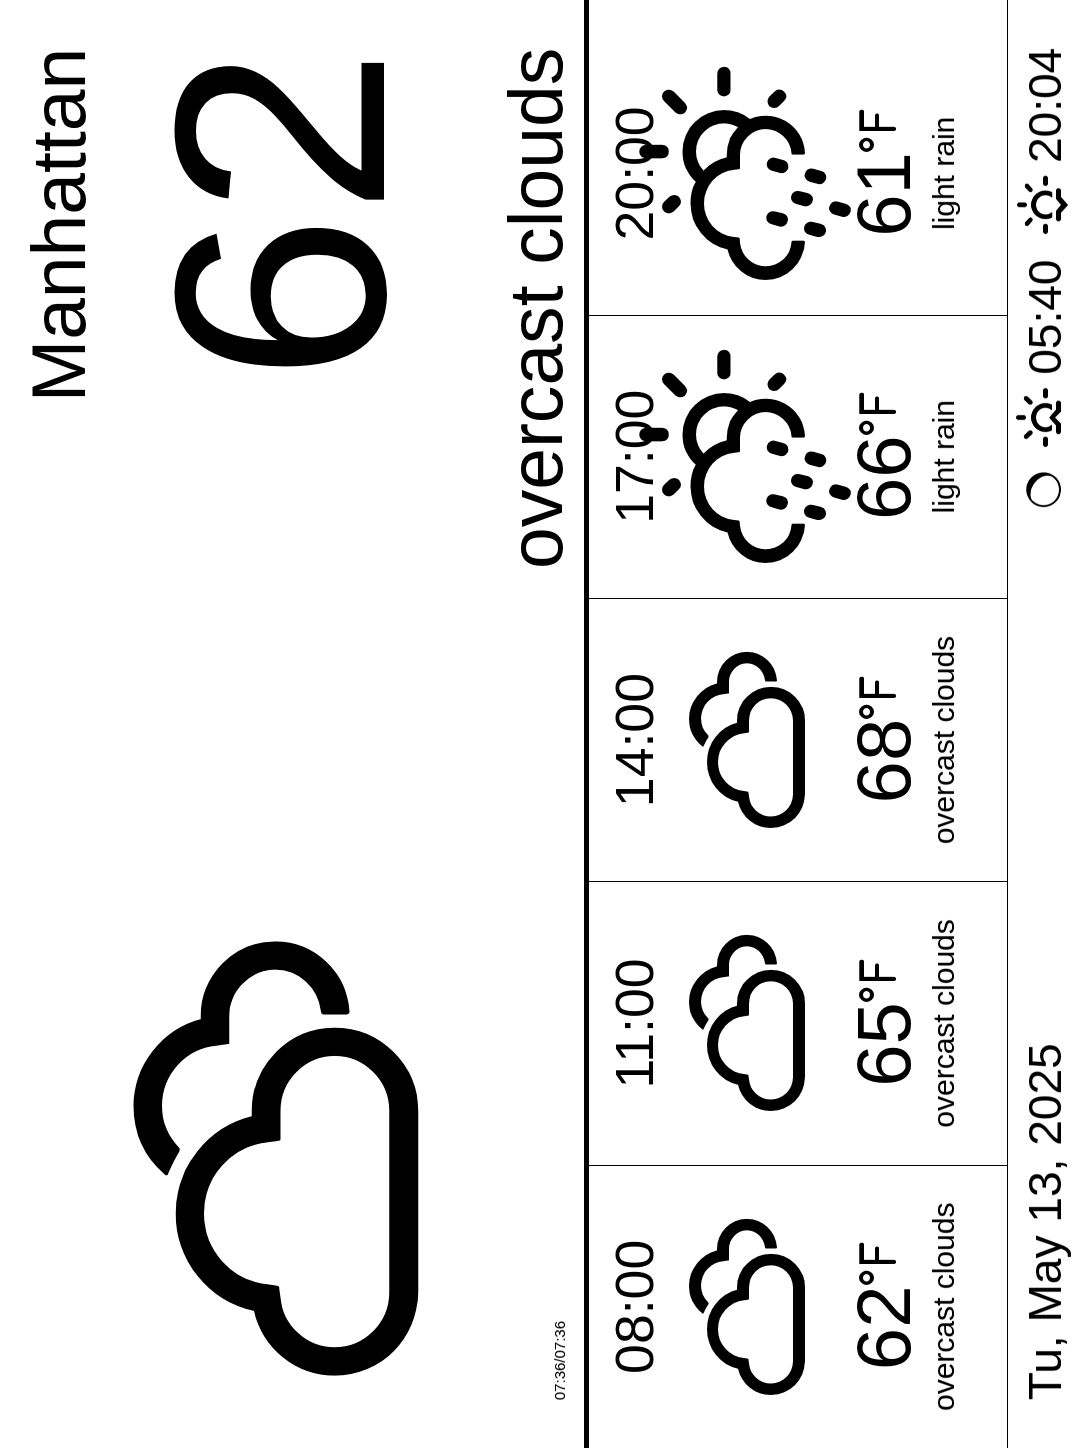 Manhattan
62
overcast clouds
07:36/07:36
08:00
62°F
overcast clouds
11:00
65°F
overcast clouds
14:00
68°F
overcast clouds
17:00
66°F
light rain
20:00
61°F
light rain
Tu, May 13, 2025
05:40 20:04